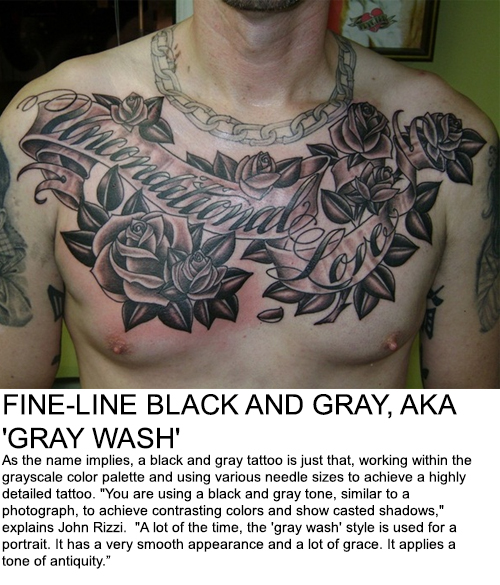 Unconditional
Love
FINE-LINE BLACK AND GRAY, AKA
'GRAY WASH'
As the name implies, a black and gray tattoo is just that, working within the
grayscale color palette and using various needle sizes to achieve a highly
detailed tattoo. "You are using a black and gray tone, similar to a
photograph, to achieve contrasting colors and show casted shadows,"
explains John Rizzi.  "A lot of the time, the 'gray wash' style is used for a
portrait. It has a very smooth appearance and a lot of grace. It applies a
tone of antiquity.”